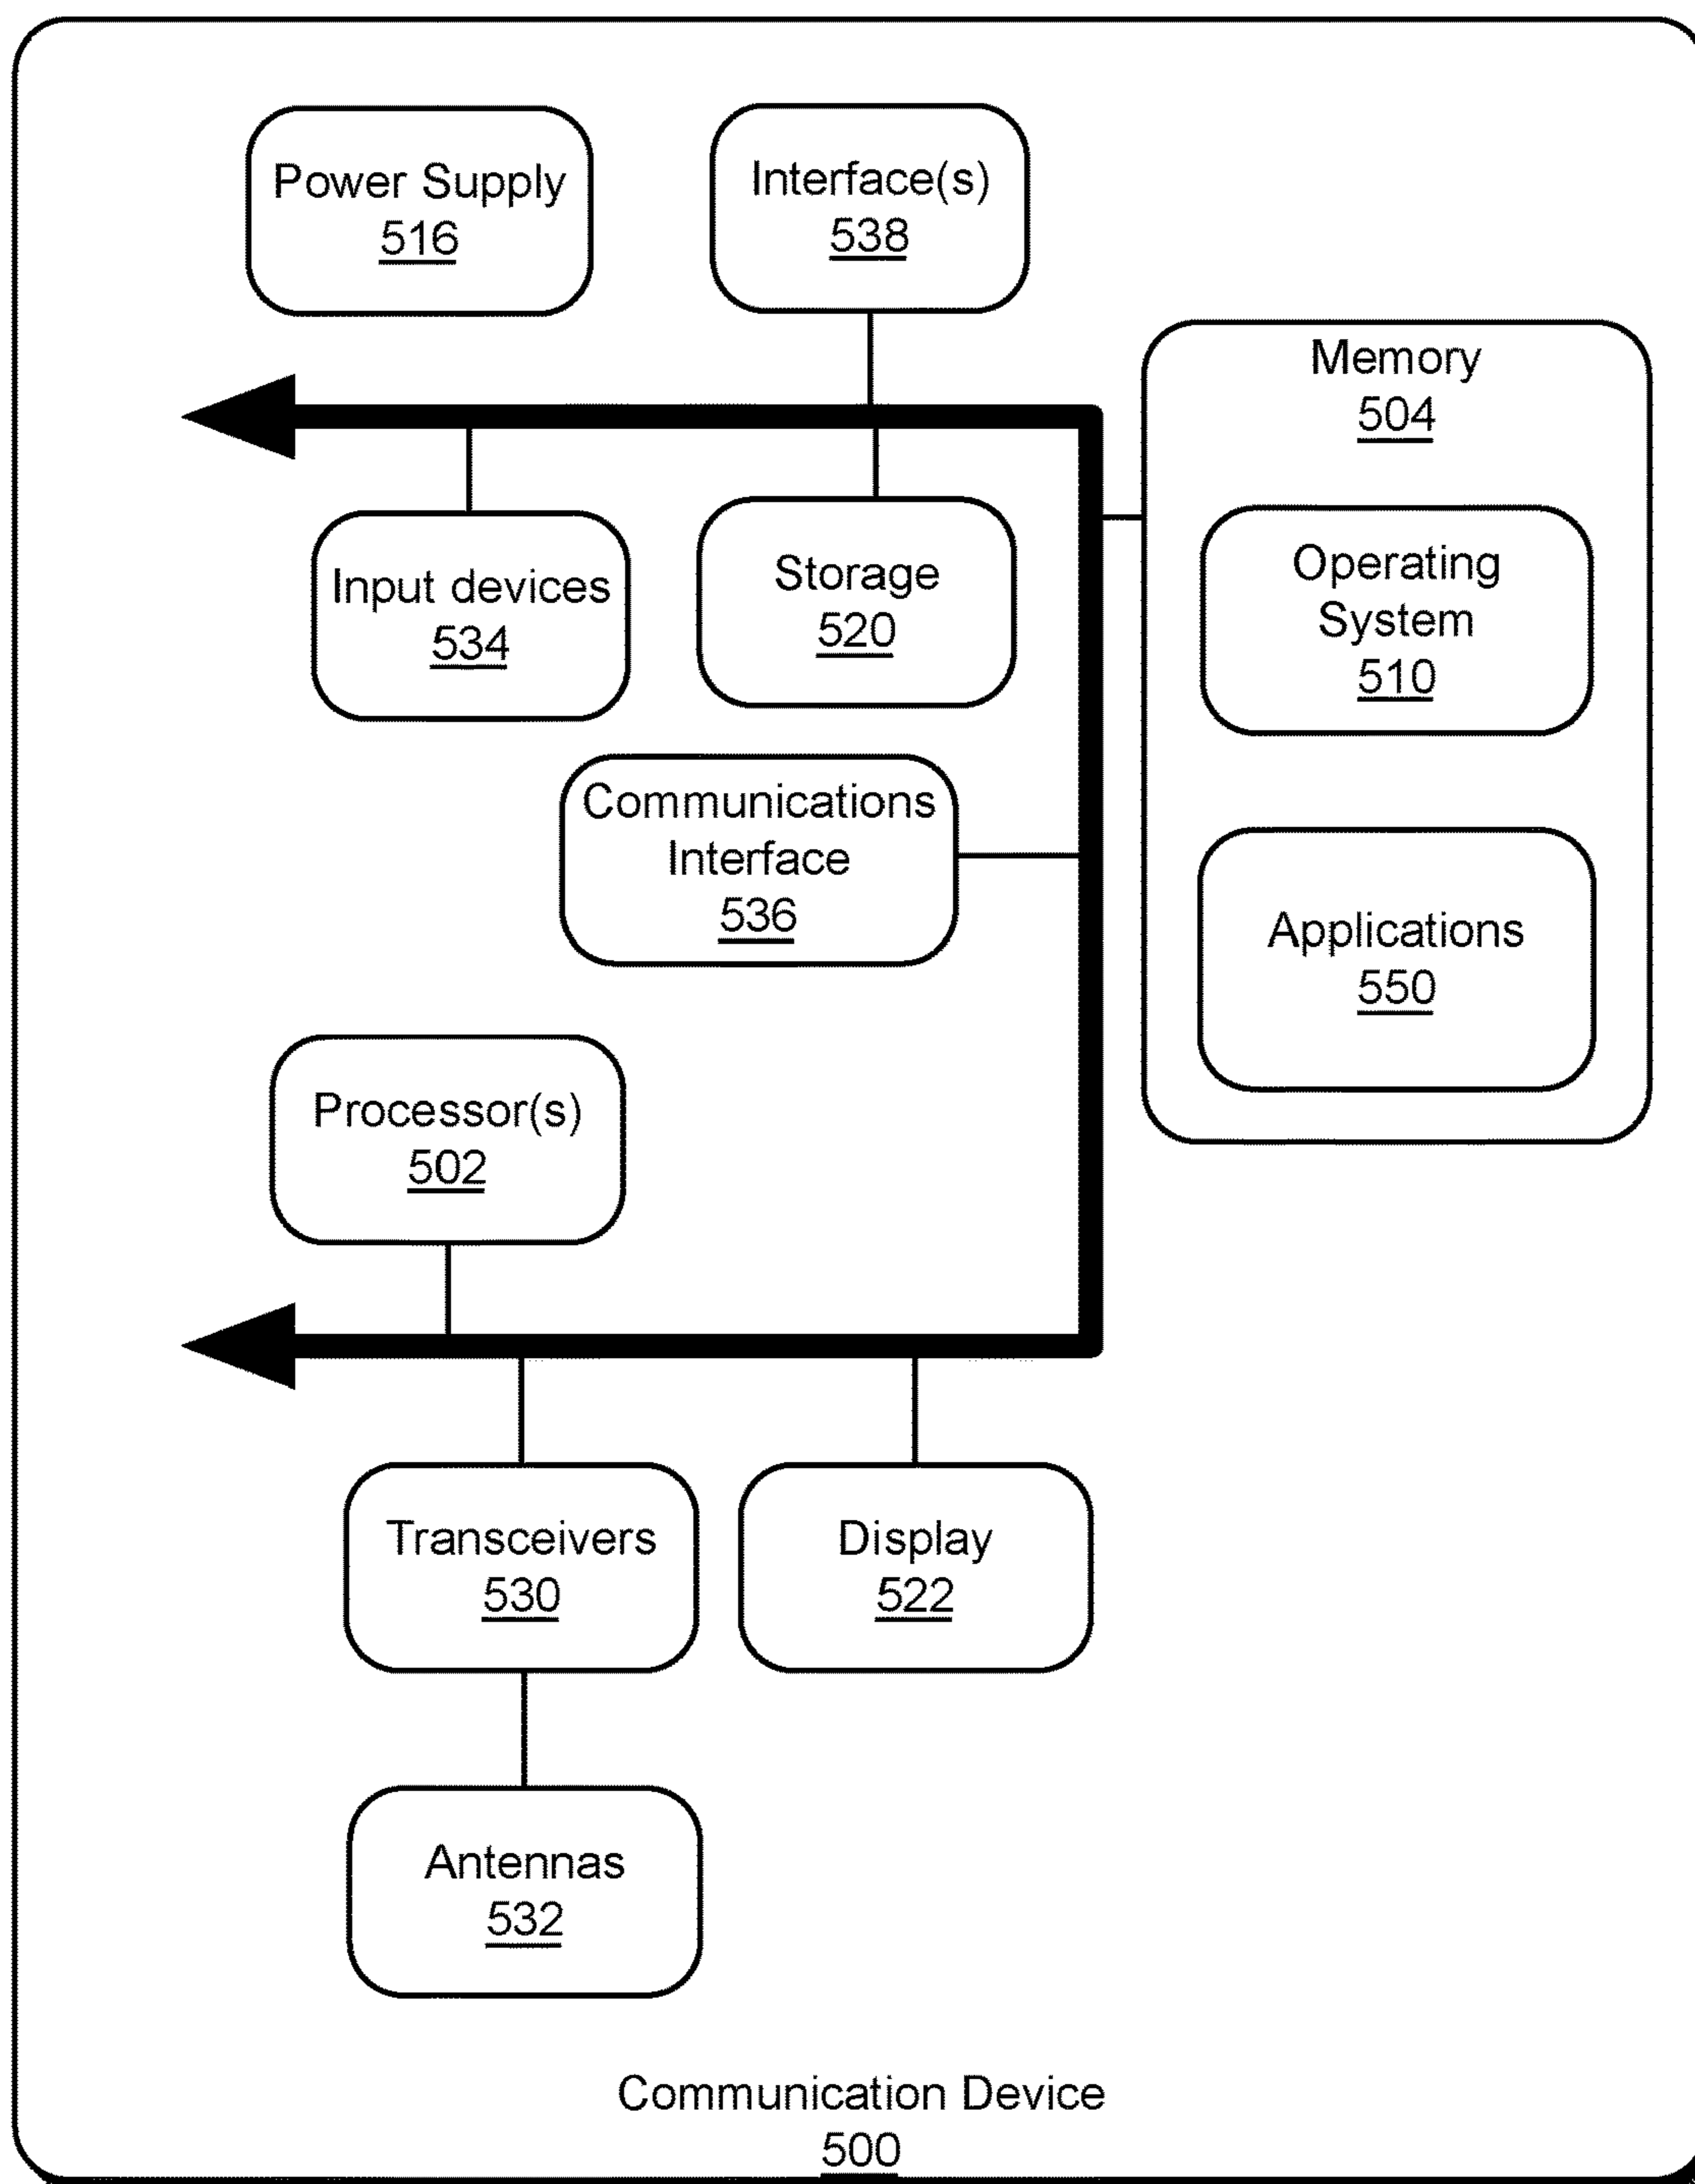 Power Supply
516
Interface(s)
538
Memory
504
Input devices
534
Storage
520
Operating
System
510
Communications
Interface
536
Applications
550
Processor(s)
502
Transceivers
530
Display
522
Antennas
532
Communication Device
500